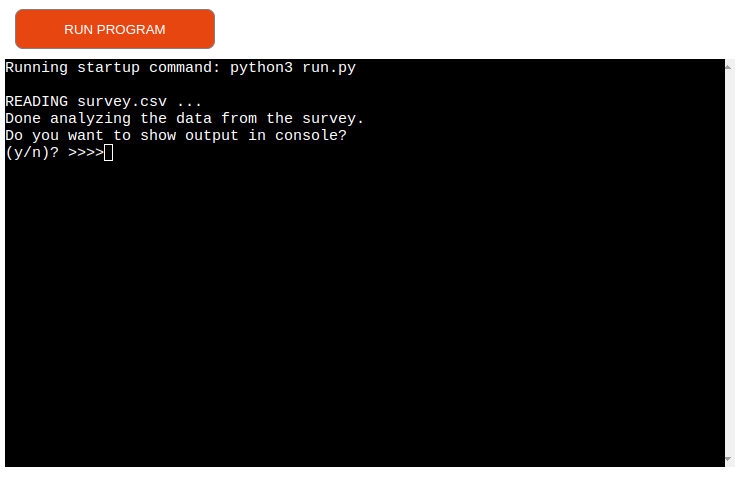 RUN PROGRAM
Running startup command: python3 run.py
READING survey.csv ...
Done analyzing the data from the survey.
Do you want to show output in console?
(y/n)? >>>>